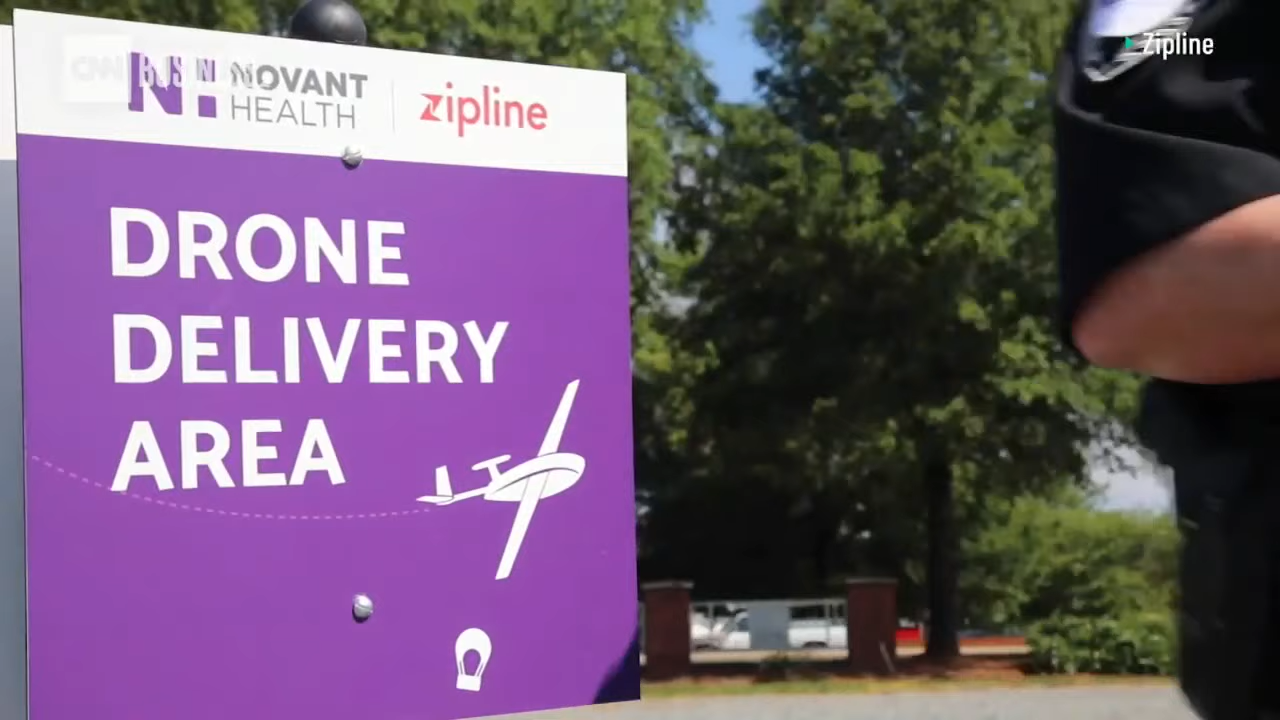 NOVANT
HEALTH
zipline
DRONE
DELIVERY
AREA
Zipline